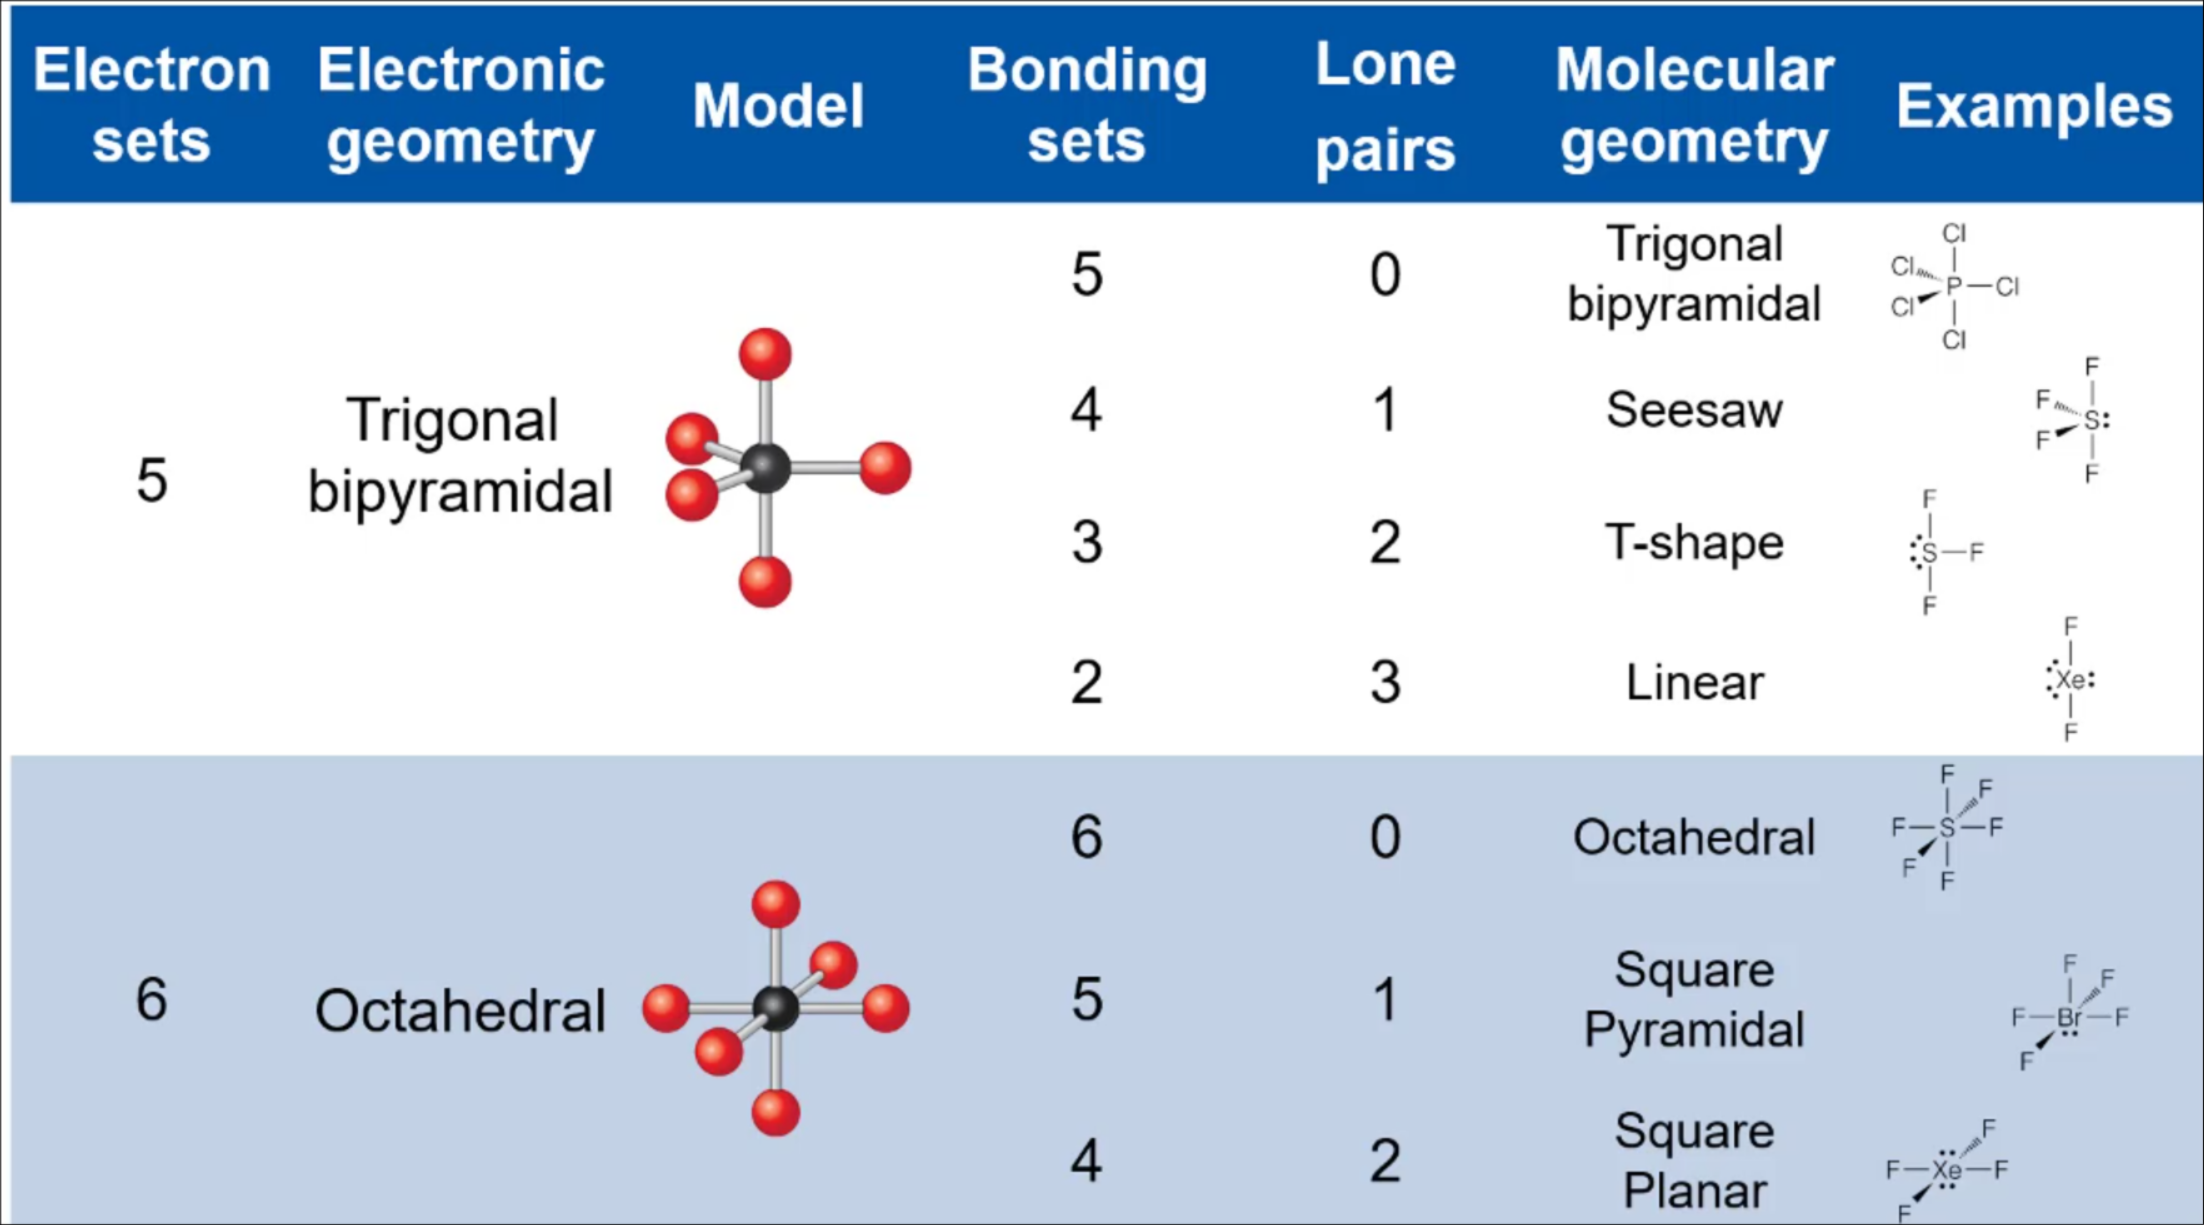 Electron sets
Electronic geometry
Model
Bonding sets
Lone pairs
Molecular geometry
Examples
5
Trigonal bipyramidal
5
0
Trigonal bipyramidal
Cl
Cl
P
Cl
Cl
Cl
4
1
Seesaw
F
F
S:
F
F
3
2
T-shape
F
S
F
F
2
3
Linear
F
Xe:
F
6
Octahedral
6
0
Octahedral
F
F
F
S
F
F
F
5
1
Square Pyramidal
F
F
F
Br
F
F
4
2
Square Planar
F
F
Xe
F
F